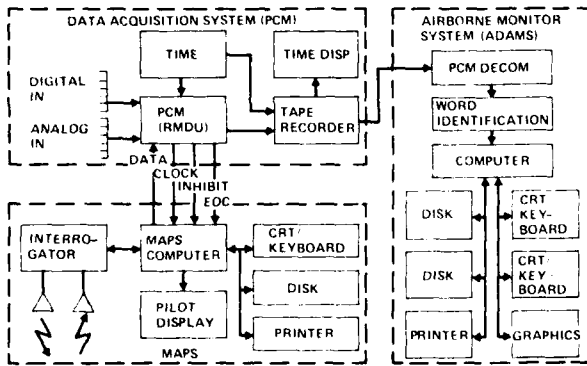 DATA ACQUISITION SYSTEM (PCM)
TIME
TIME DISP
DIGITAL
IN
ANALOG
IN
PCM
(RMDU)
TAPE
RECORDER
DATA
CLOCK
INHIBIT
EOC
INTERRO-
GATOR
MAPS
COMPUTER
CRT/
KEYBOARD
DISK
PILOT
DISPLAY
PRINTER
MAPS
AIRBORNE MONITOR
SYSTEM (ADAMS)
PCM DECOM
WORD
IDENTIFICATION
COMPUTER
DISK
CRT
KEY-
BOARD
DISK
CRT/
KEY-
BOARD
PRINTER
GRAPHICS